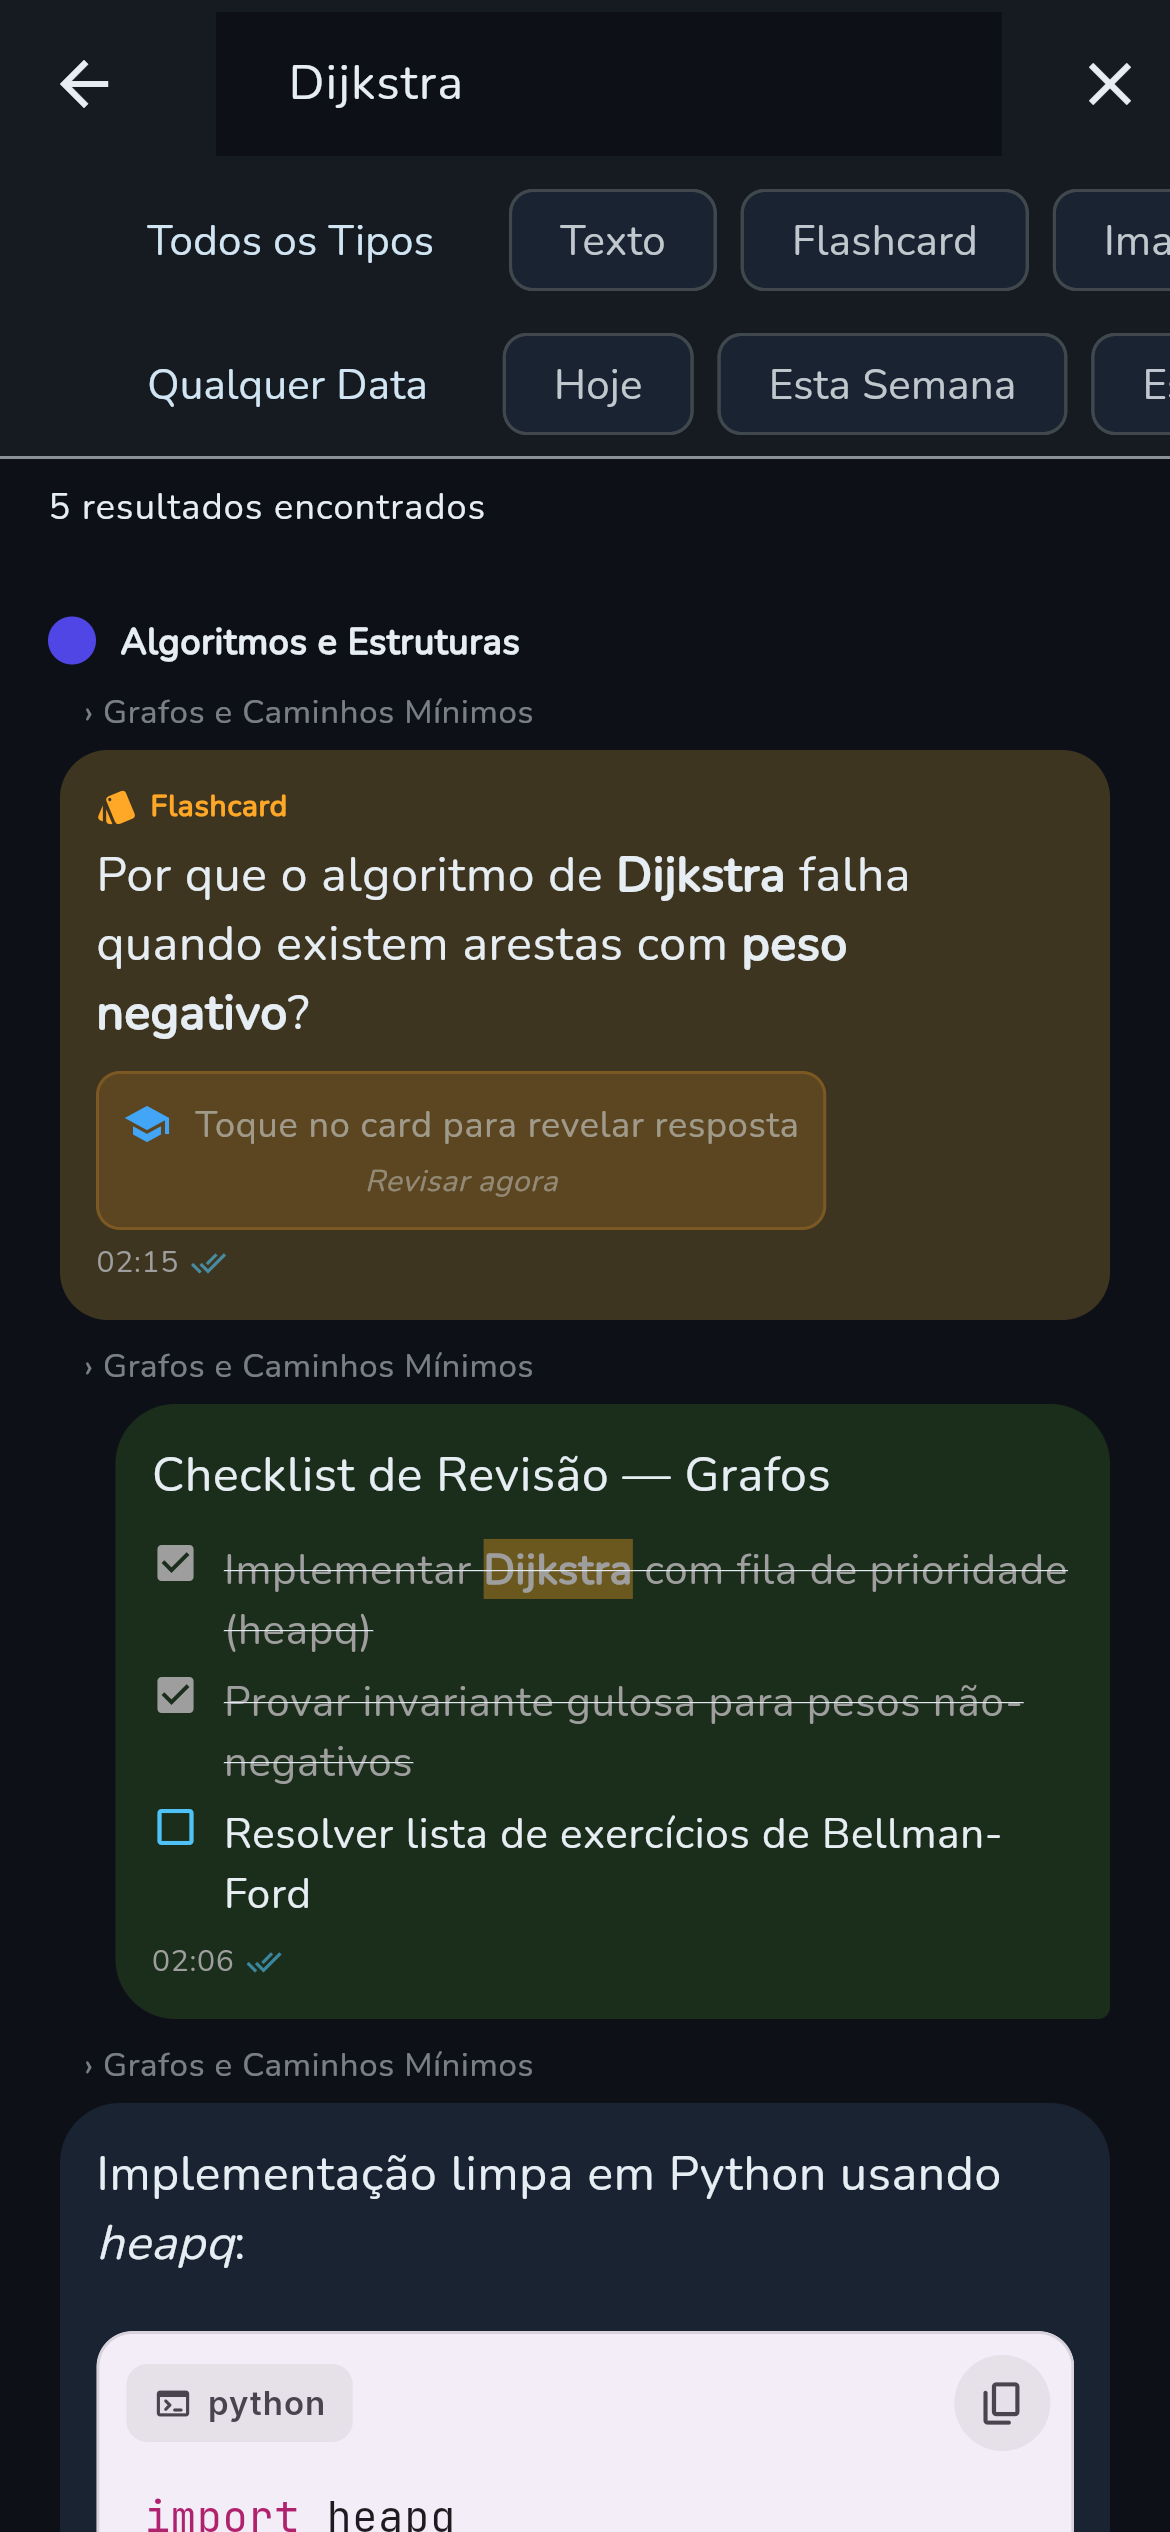 Dijkstra
Todos os Tipos Texto Flashcard Ima
Qualquer Data Hoje Esta Semana Es
5 resultados encontrados
Algoritmos e Estruturas
› Grafos e Caminhos Mínimos
Flashcard
Por que o algoritmo de Dijkstra falha
quando existem arestas com peso
negativo?
Toque no card para revelar resposta
Revisar agora
02:15
› Grafos e Caminhos Mínimos
Checklist de Revisão — Grafos
Implementar Dijkstra com fila de prioridade
(heapq)
Provar invariante gulosa para pesos não-
negativos
Resolver lista de exercícios de Bellman-
Ford
02:06
› Grafos e Caminhos Mínimos
Implementação limpa em Python usando
heapq:
python
import heapq